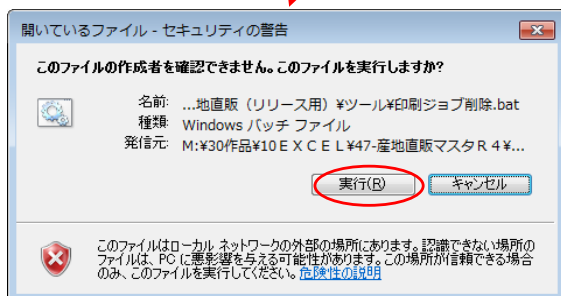 開いているファイル - セキュリティの警告
このファイルの作成者を確認できません。このファイルを実行しますか?
名前: ...地直販（リリース用）¥ツール¥印刷ジョブ削除.bat
種類: Windows バッチ ファイル
発信元: M:¥30作品¥10ＥＸＣＥＬ¥47-産地直販マスタＲ４¥...
実行(R)
キャンセル
このファイルはローカル ネットワークの外部の場所にあります。認識できない場所の
ファイルは、PC に悪影響を与える可能性があります。この場所が信頼できる場合
のみ、このファイルを実行してください。危険性の説明